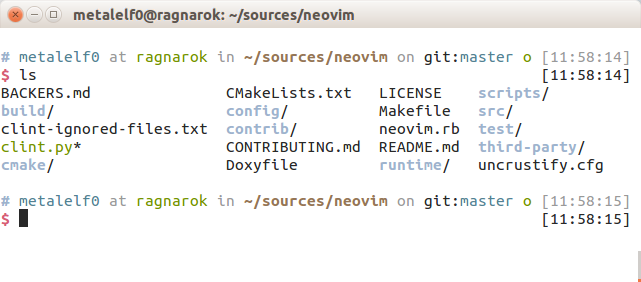 metalelf0@ragnarok: ~/sources/neovim
# metalelf0 at ragnarok in ~/sources/neovim on git:master o [11:58:14]
$ ls [11:58:14]
BACKERS.md CMakeLists.txt LICENSE scripts/
build/ config/ Makefile src/
clint-ignored-files.txt contrib/ neovim.rb test/
clint.py* CONTRIBUTING.md README.md third-party/
cmake/ Doxyfile runtime/ uncrustify.cfg
# metalelf0 at ragnarok in ~/sources/neovim on git:master o [11:58:15]
$ [11:58:15]